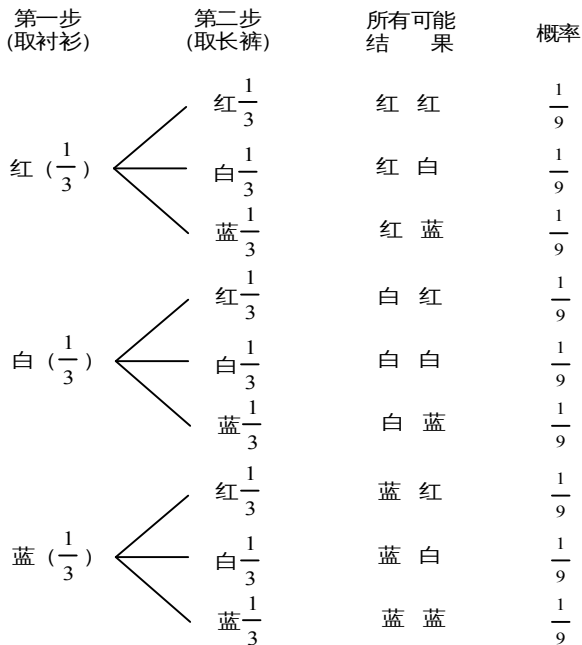 第一步 第二步 所有可能 概率
(取衬衫) (取长裤) 结 果
红 1/3 红 红 1/9
红 ( 1/3 ) 白 1/3 红 白 1/9
蓝 1/3 红 蓝 1/9
红 1/3 白 红 1/9
白 ( 1/3 ) 白 1/3 白 白 1/9
蓝 1/3 白 蓝 1/9
红 1/3 蓝 红 1/9
蓝 ( 1/3 ) 白 1/3 蓝 白 1/9
蓝 1/3 蓝 蓝 1/9